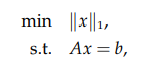 min ‖x‖₁,
s.t. Ax = b,